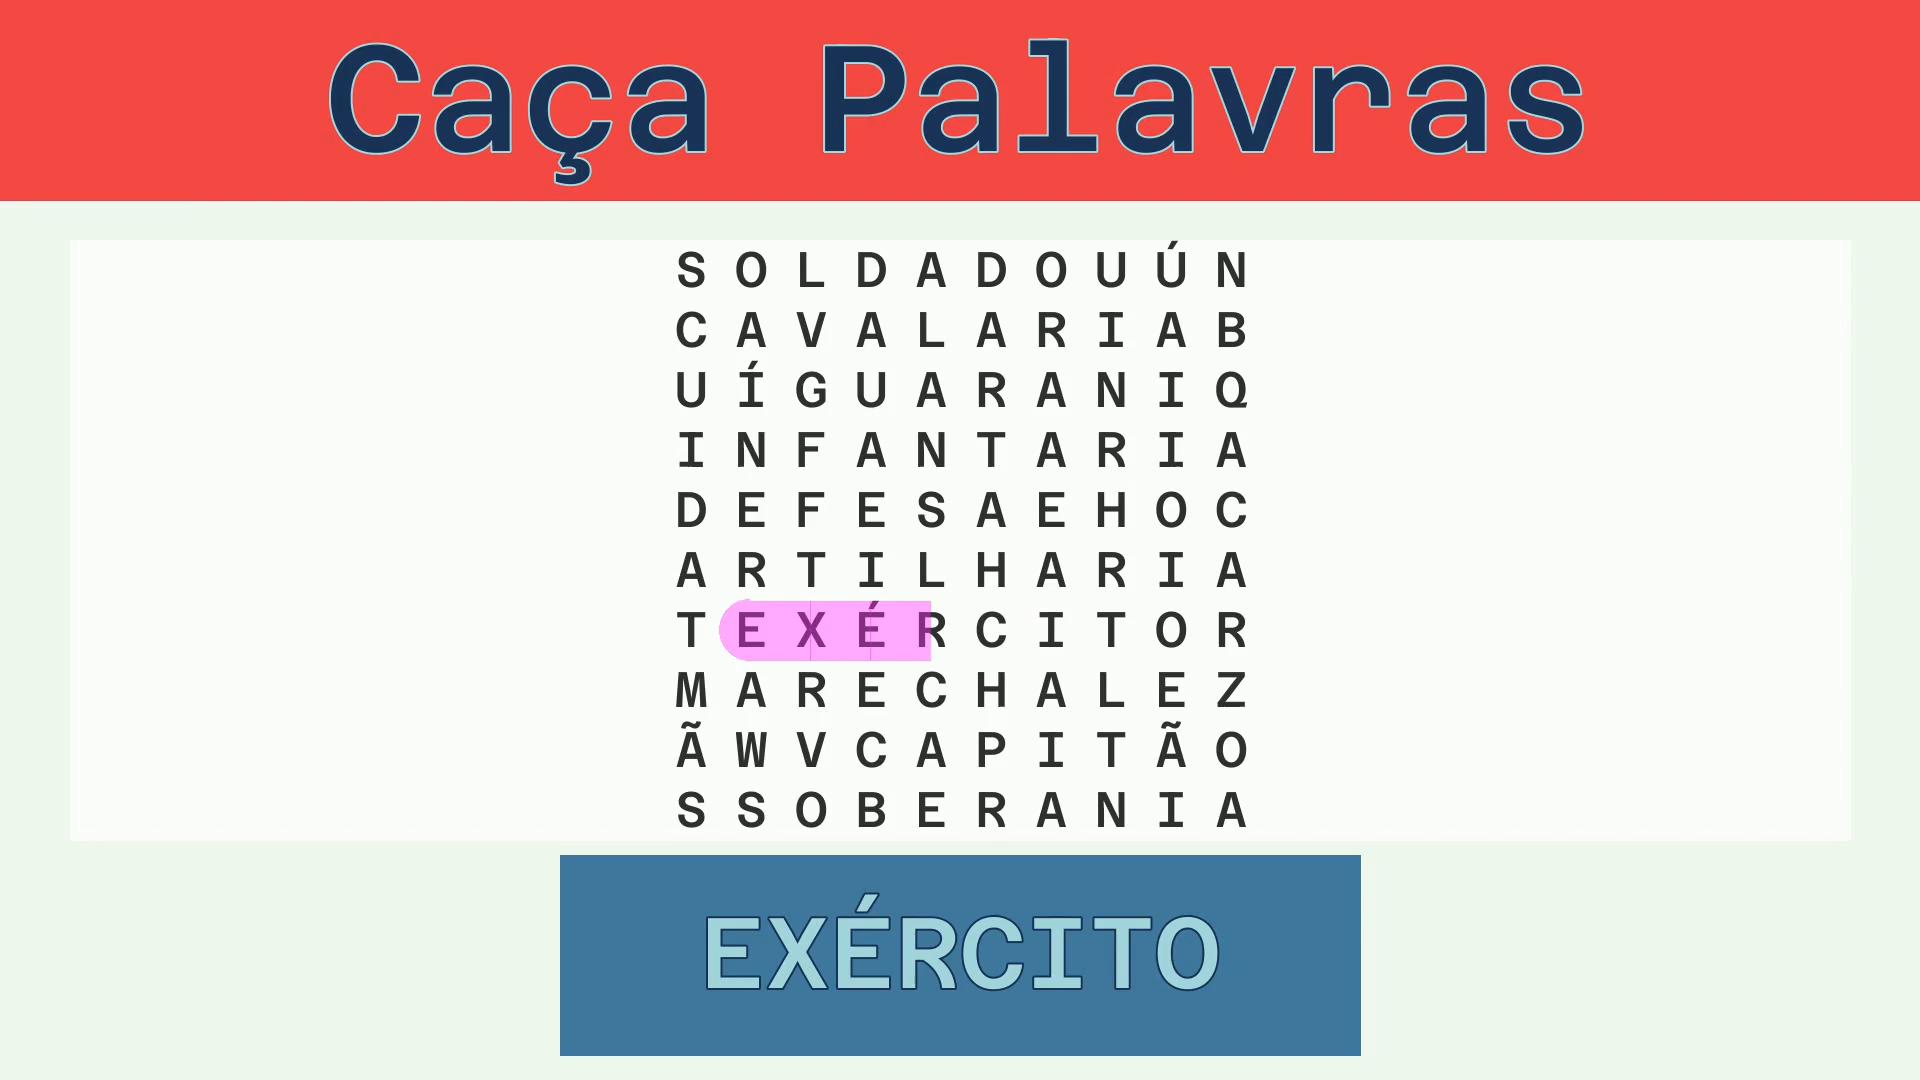 Caça Palavras
S O L D A D O U Ú N
C A V A L A R I A B
U Í G U A R A N I Q
I N F A N T A R I A
D E F E S A E H O C
A R T I L H A R I A
T E X É R C I T O R
M A R E C H A L E Z
Ã W V C A P I T Ã O
S S O B E R A N I A
EXÉRCITO